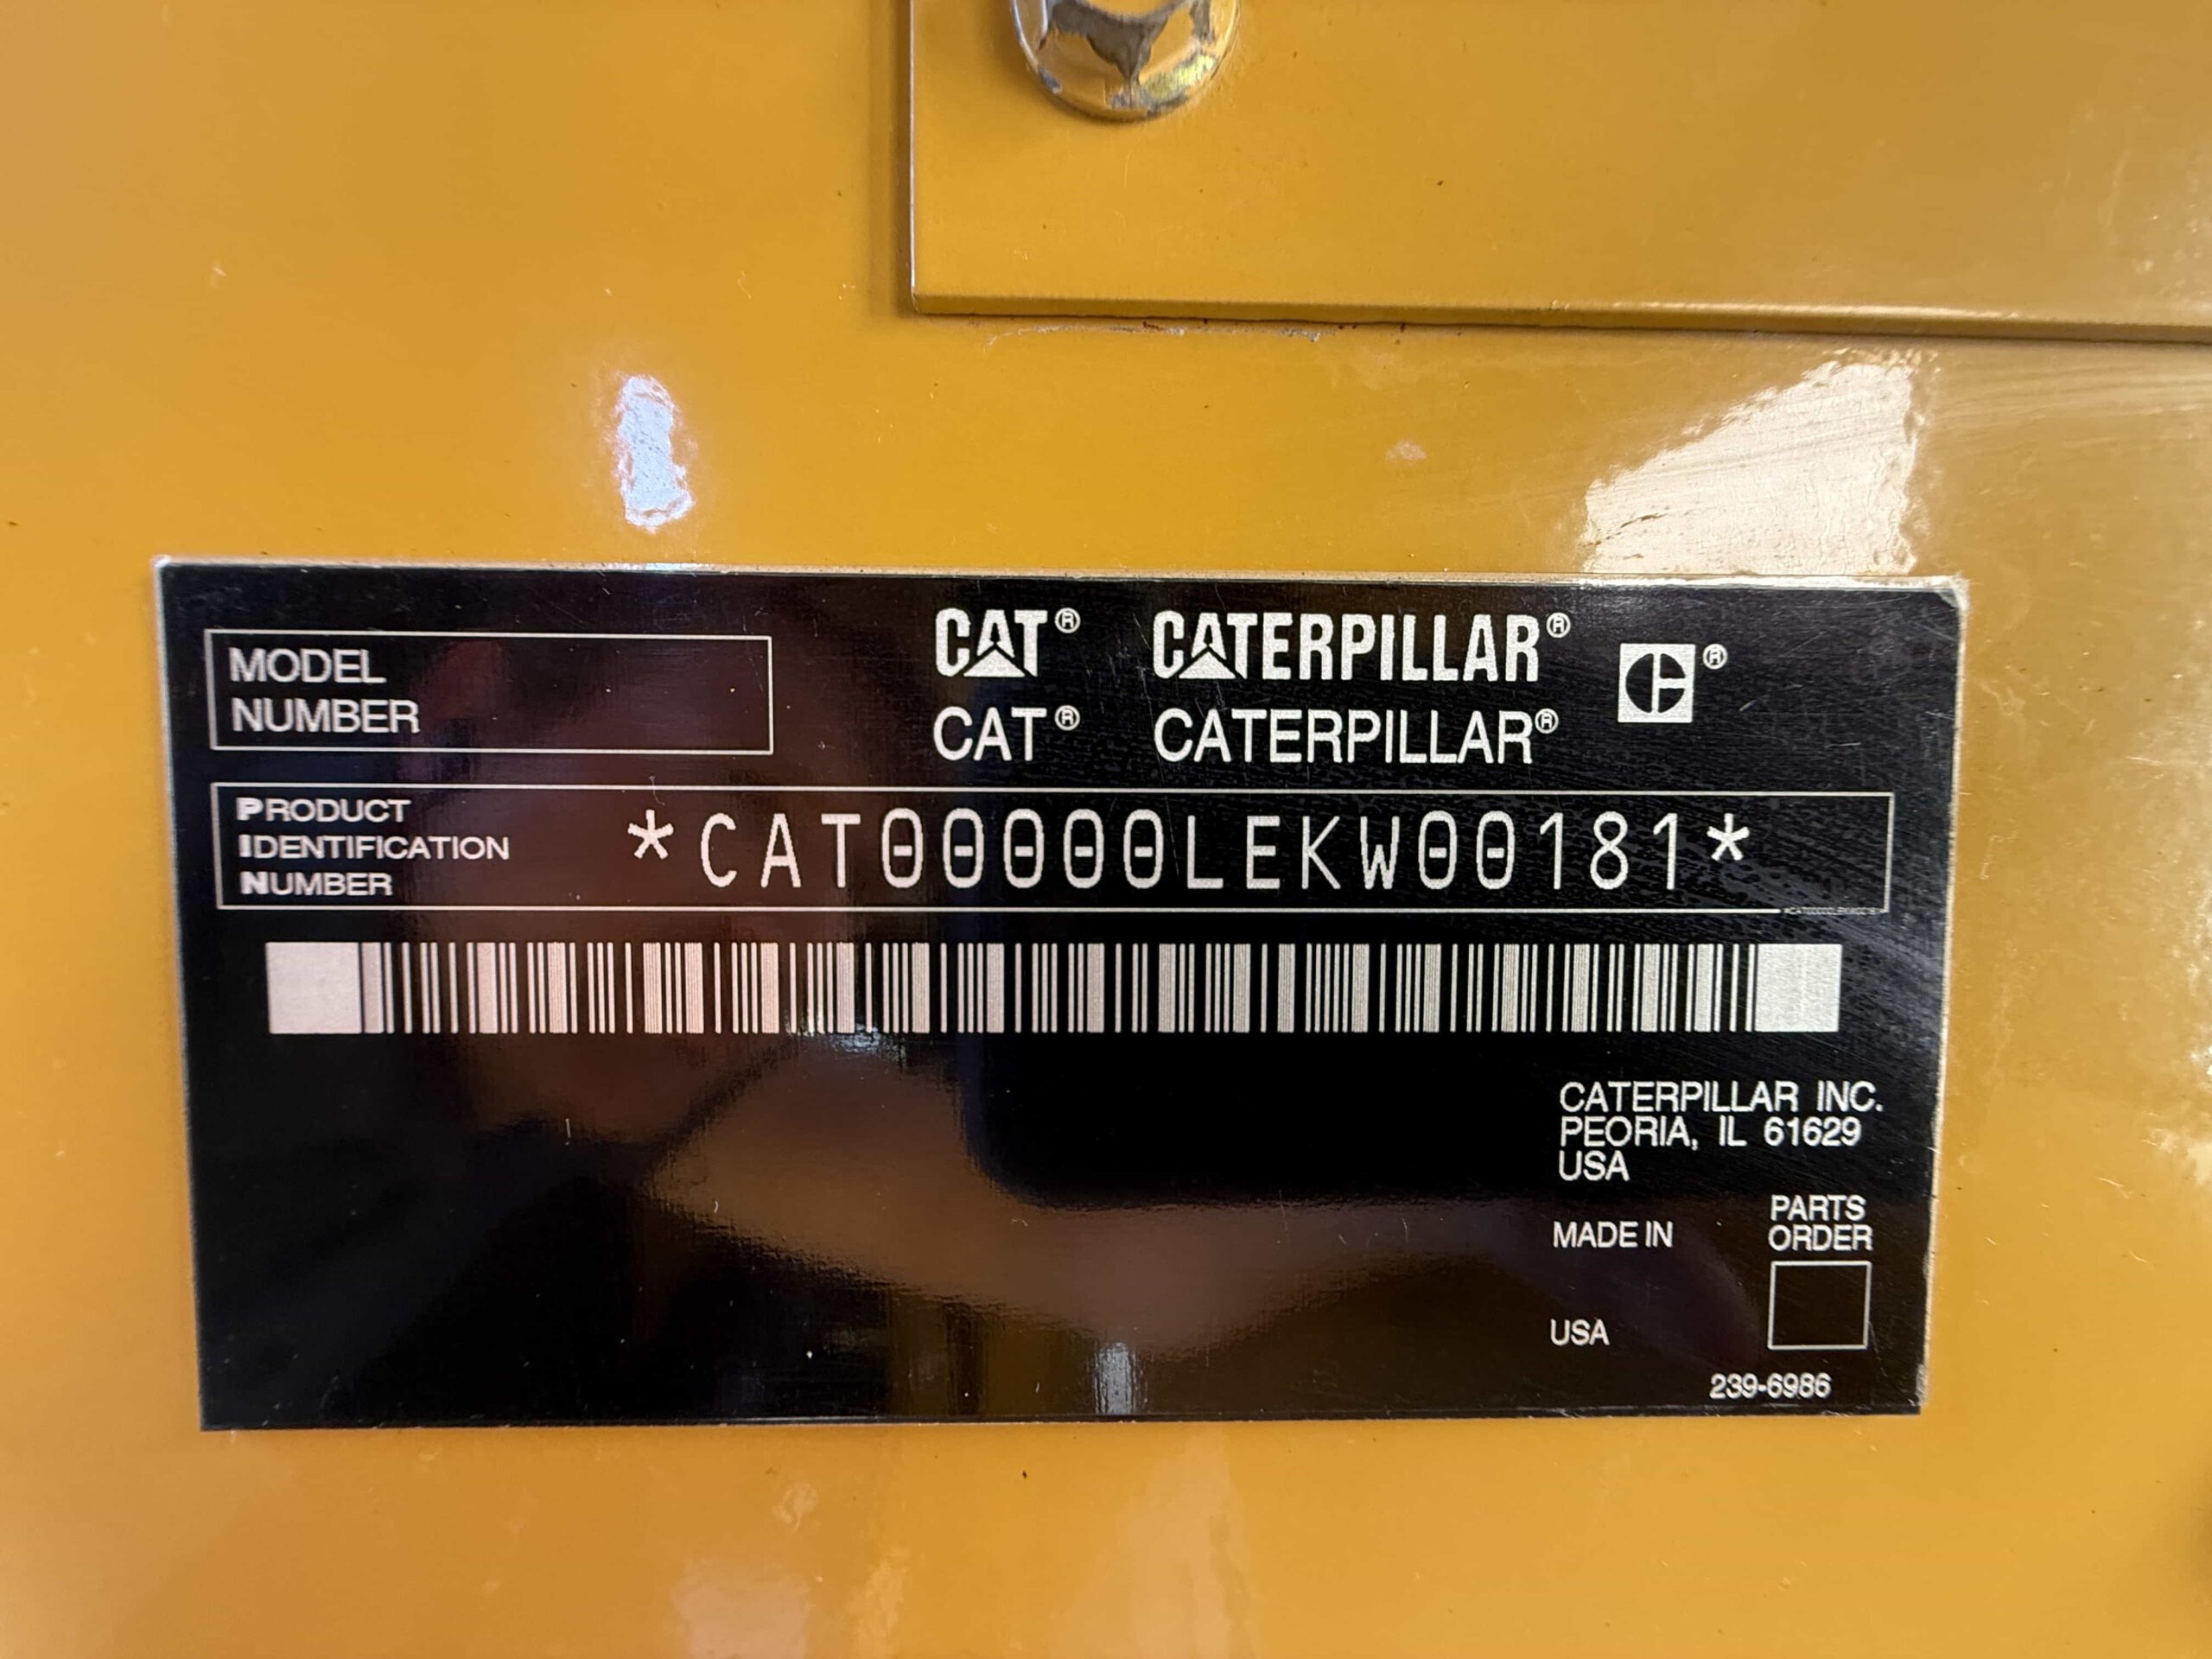 MODEL
NUMBER
CAT® CATERPILLAR®
CAT® CATERPILLAR®
PRODUCT
IDENTIFICATION
NUMBER
*CAT00000LEKW00181*
CATERPILLAR INC.
PEORIA, IL 61629
USA
MADE IN
USA
PARTS
ORDER
239-6986